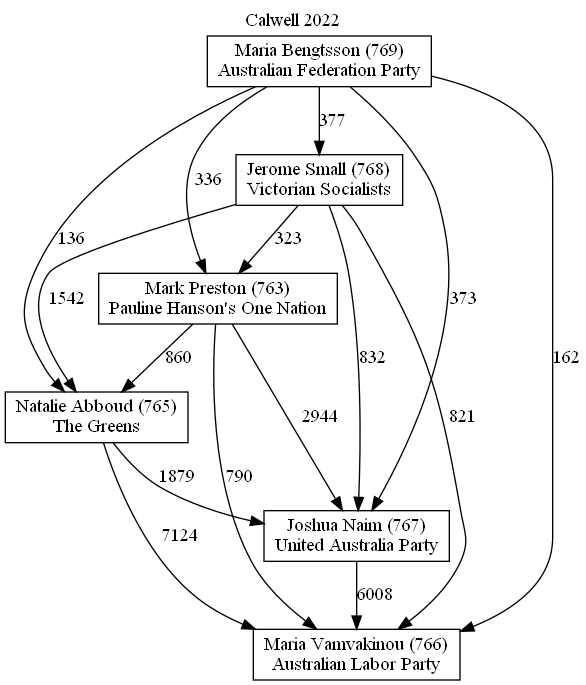 Calwell 2022
Maria Bengtsson (769)
Australian Federation Party
377
Jerome Small (768)
Victorian Socialists
336
136
323
1542
373
Mark Preston (763)
Pauline Hanson's One Nation
860
832
162
Natalie Abboud (765)
The Greens
2944
821
1879
790
7124
Joshua Naim (767)
United Australia Party
6008
Maria Vamvakinou (766)
Australian Labor Party